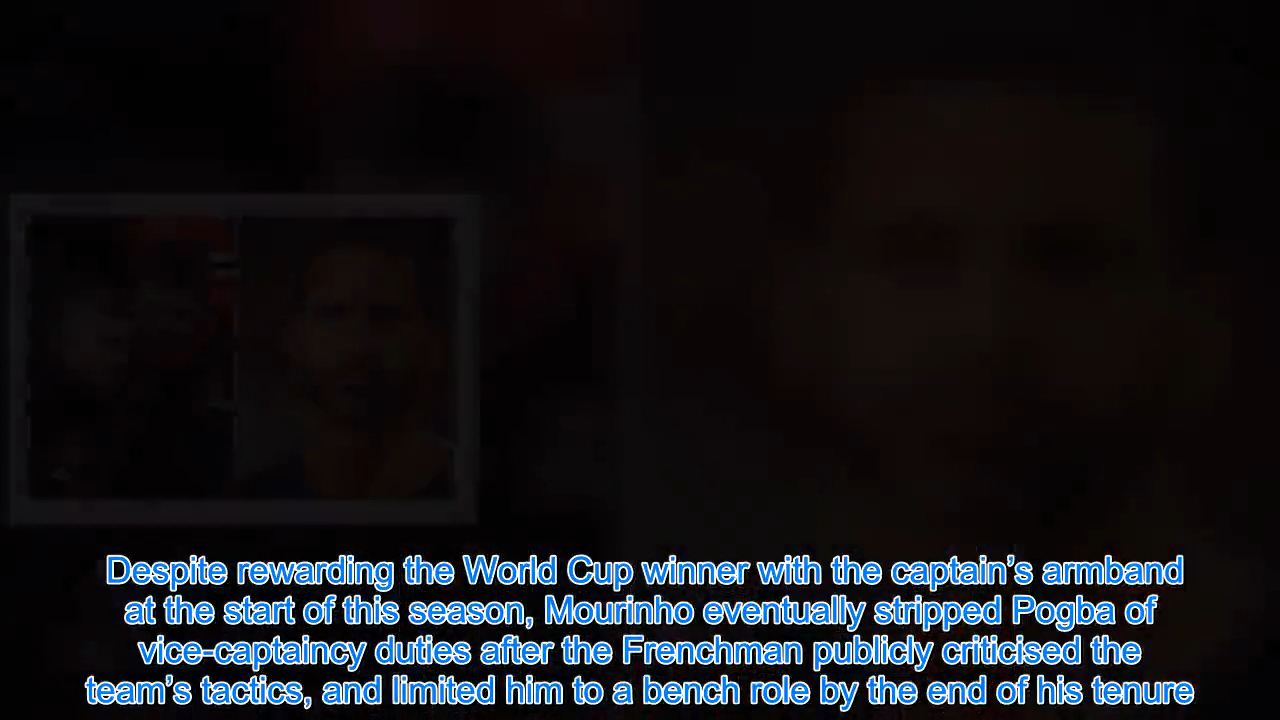 Despite rewarding the World Cup winner with the captain’s armband
at the start of this season, Mourinho eventually stripped Pogba of
vice-captaincy duties after the Frenchman publicly criticised the
team’s tactics, and limited him to a bench role by the end of his tenure